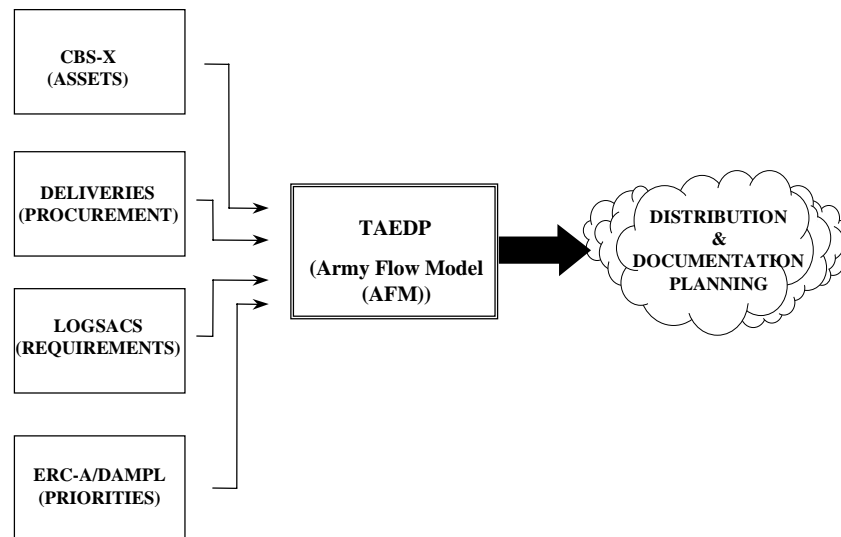 CBS-X
(ASSETS)
DELIVERIES
(PROCUREMENT)
LOGSACS
(REQUIREMENTS)
ERC-A/DAMPL
(PRIORITIES)
TAEDP
(Army Flow Model
(AFM))
DISTRIBUTION
&
DOCUMENTATION
PLANNING